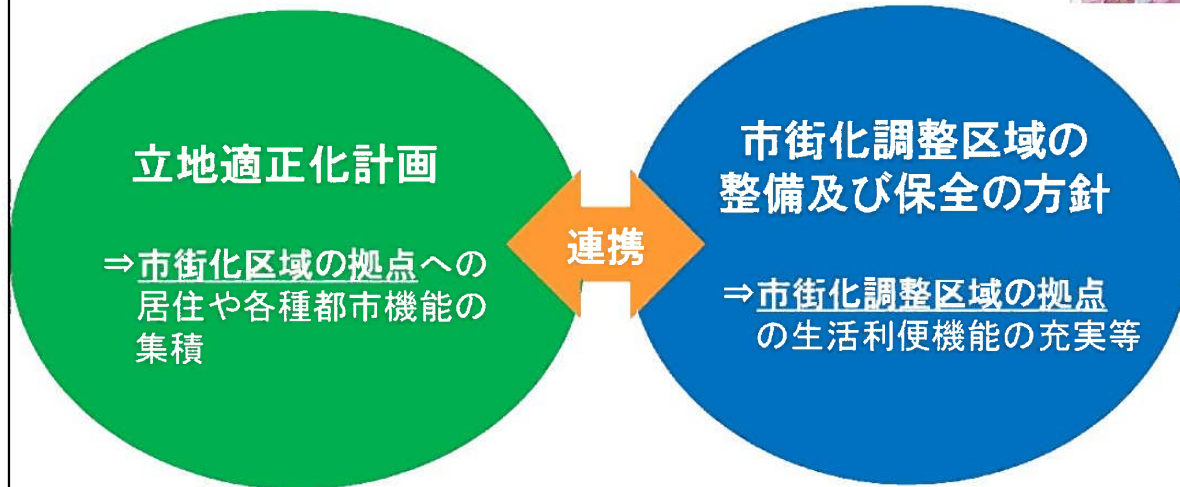 立地適正化計画
⇒市街化区域の拠点への
居住や各種都市機能の
集積
連携
市街化調整区域の
整備及び保全の方針
⇒市街化調整区域の拠点
の生活利便機能の充実等